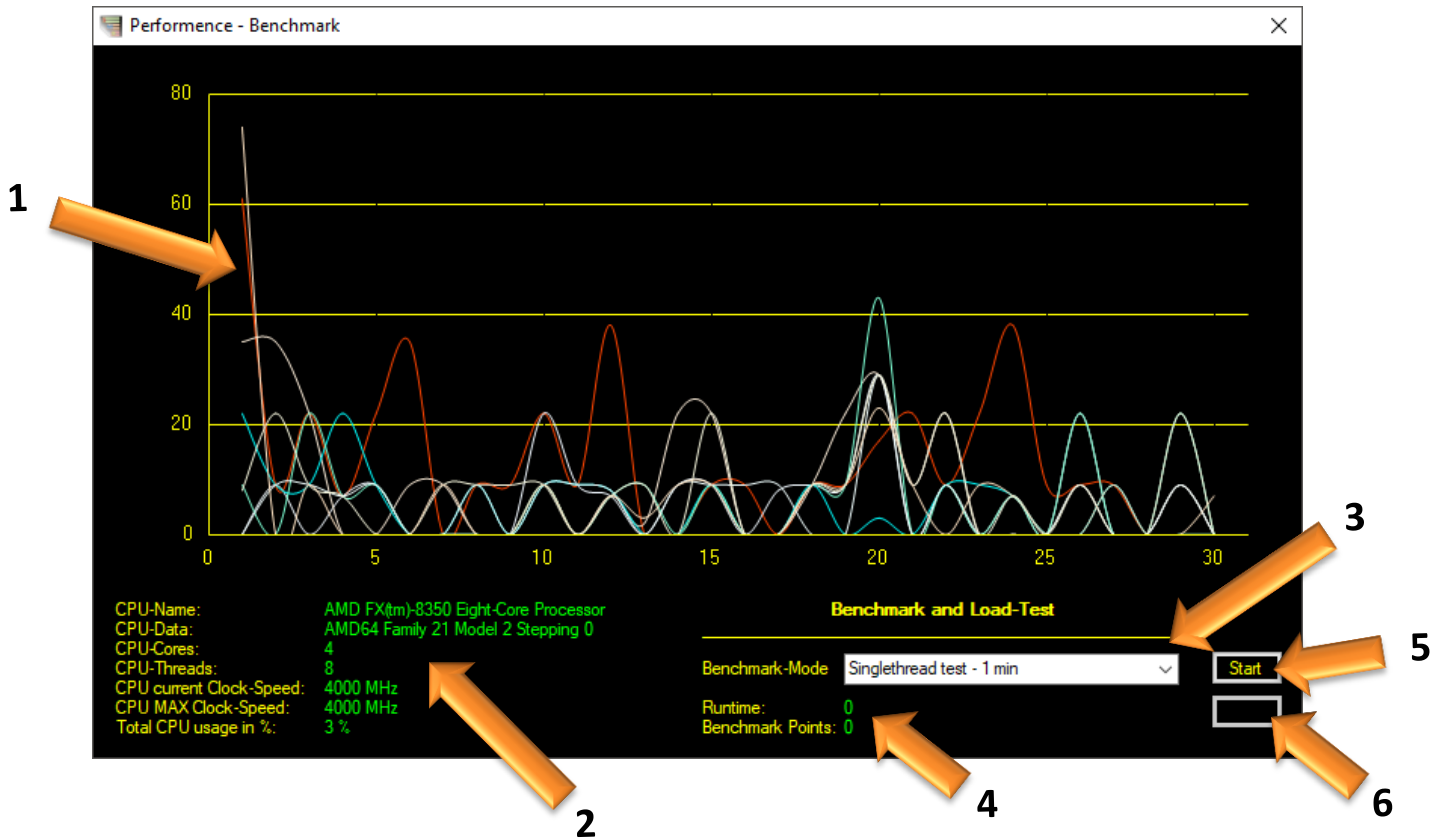 Performence - Benchmark
80
1
60
40
20
0
0 5 10 15 20 25 30
3
CPU-Name: AMD FX(tm)-8350 Eight-Core Processor
CPU-Data: AMD64 Family 21 Model 2 Stepping 0
CPU-Cores: 4
CPU-Threads: 8
CPU current Clock-Speed: 4000 MHz
CPU MAX Clock-Speed: 4000 MHz
Total CPU usage in %: 3 %
Benchmark and Load-Test
Benchmark-Mode Singlethread test - 1 min Start
5
Runtime: 0
Benchmark Points: 0
2
4
6